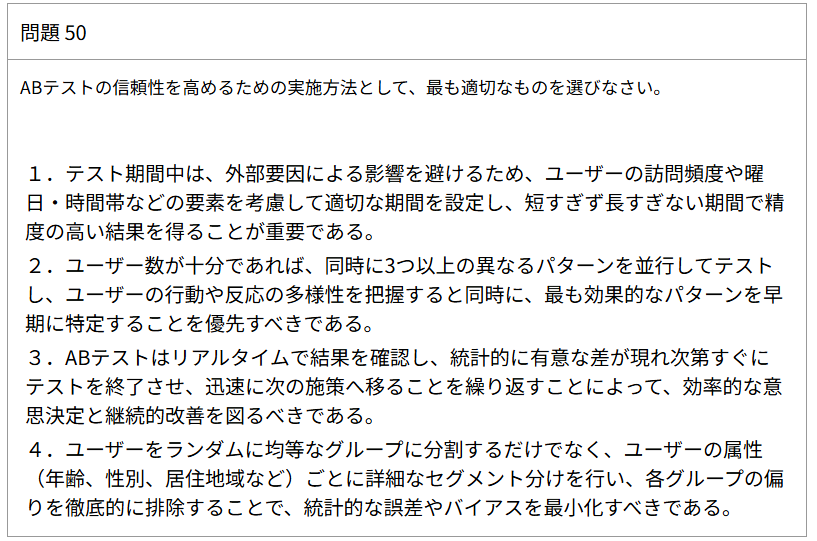 問題 50
ABテストの信頼性を高めるための実施方法として、最も適切なものを選びなさい。
１．テスト期間中は、外部要因による影響を避けるため、ユーザーの訪問頻度や曜
日・時間帯などの要素を考慮して適切な期間を設定し、短すぎず長すぎない期間で精
度の高い結果を得ることが重要である。
２．ユーザー数が十分であれば、同時に3つ以上の異なるパターンを並行してテスト
し、ユーザーの行動や反応の多様性を把握すると同時に、最も効果的なパターンを早
期に特定することを優先すべきである。
３．ABテストはリアルタイムで結果を確認し、統計的に有意な差が現れ次第すぐに
テストを終了させ、迅速に次の施策へ移ることを繰り返すことによって、効率的な意
思決定と継続的改善を図るべきである。
４．ユーザーをランダムに均等なグループに分割するだけでなく、ユーザーの属性
（年齢、性別、居住地域など）ごとに詳細なセグメント分けを行い、各グループの偏
りを徹底的に排除することで、統計的な誤差やバイアスを最小化すべきである。